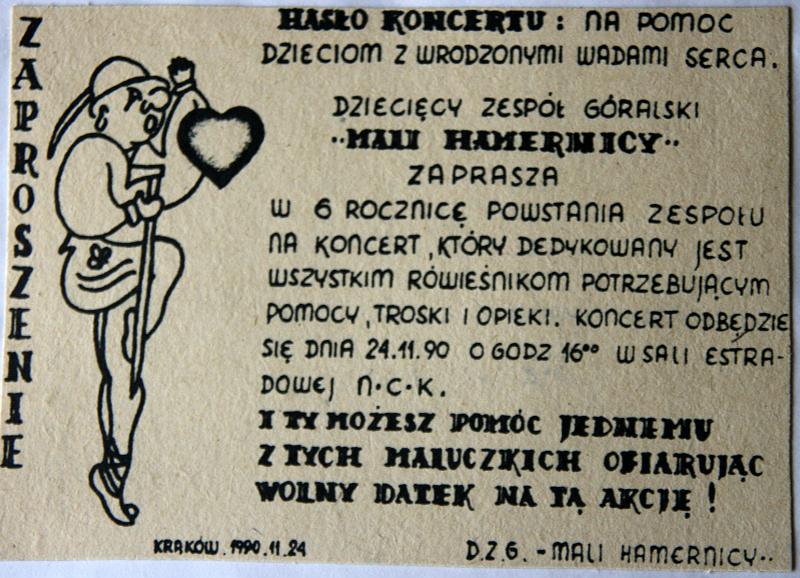 ZAPROSZENIE
HASŁO KONCERTU: NA POMOC
DZIECIOM Z WRODZONYMI WADAMI SERCA.
DZIECIĘCY ZESPÓŁ GÓRALSKI
"MALI HAMERNICY"
ZAPRASZA
W 6 ROCZNICĘ POWSTANIA ZESPOŁU
NA KONCERT, KTÓRY DEDYKOWANY JEST
WSZYSTKIM RÓWIEŚNIKOM POTRZEBUJĄCYM
POMOCY, TROSKI I OPIEKI. KONCERT ODBĘDZIE
SIĘ DNIA 24.11.90 O GODZ 16⁰⁰ W SALI ESTRA-
DOWEJ N.C.K.
I TY MOŻESZ POMÓC JEDNEMU
Z TYCH MALUCZKICH OFIARUJĄC
WOLNY DATEK NA TĄ AKCJĘ!
KRAKÓW. 1990.11.24
D.Z.G. - MALI HAMERNICY..